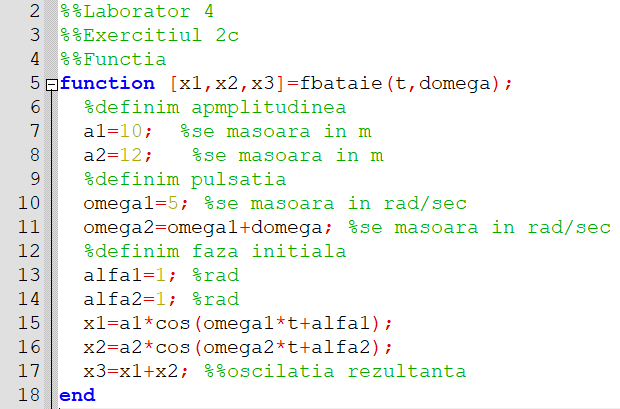 2 %%Laborator 4
3 %%Exercitiul 2c
4 %%Functia
5 function [x1,x2,x3]=fbataie(t,domega);
6 %definim apmplitudinea
7 a1=10; %se masoara in m
8 a2=12; %se masoara in m
9 %definim pulsatia
10 omega1=5; %se masoara in rad/sec
11 omega2=omega1+domega; %se masoara in rad/sec
12 %definim faza initiala
13 alfa1=1; %rad
14 alfa2=1; %rad
15 x1=a1*cos(omega1*t+alfa1);
16 x2=a2*cos(omega2*t+alfa2);
17 x3=x1+x2; %%oscilatia rezultanta
18 end